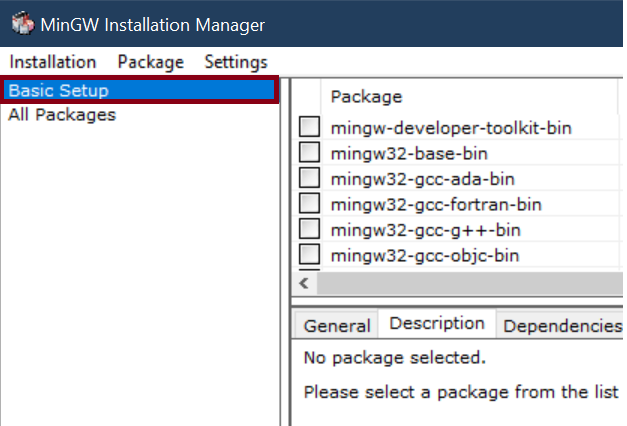 MinGW Installation Manager
Installation Package Settings
Basic Setup
All Packages
Package
mingw-developer-toolkit-bin
mingw32-base-bin
mingw32-gcc-ada-bin
mingw32-gcc-fortran-bin
mingw32-gcc-g++-bin
mingw32-gcc-objc-bin
General Description Dependencies
No package selected.
Please select a package from the list